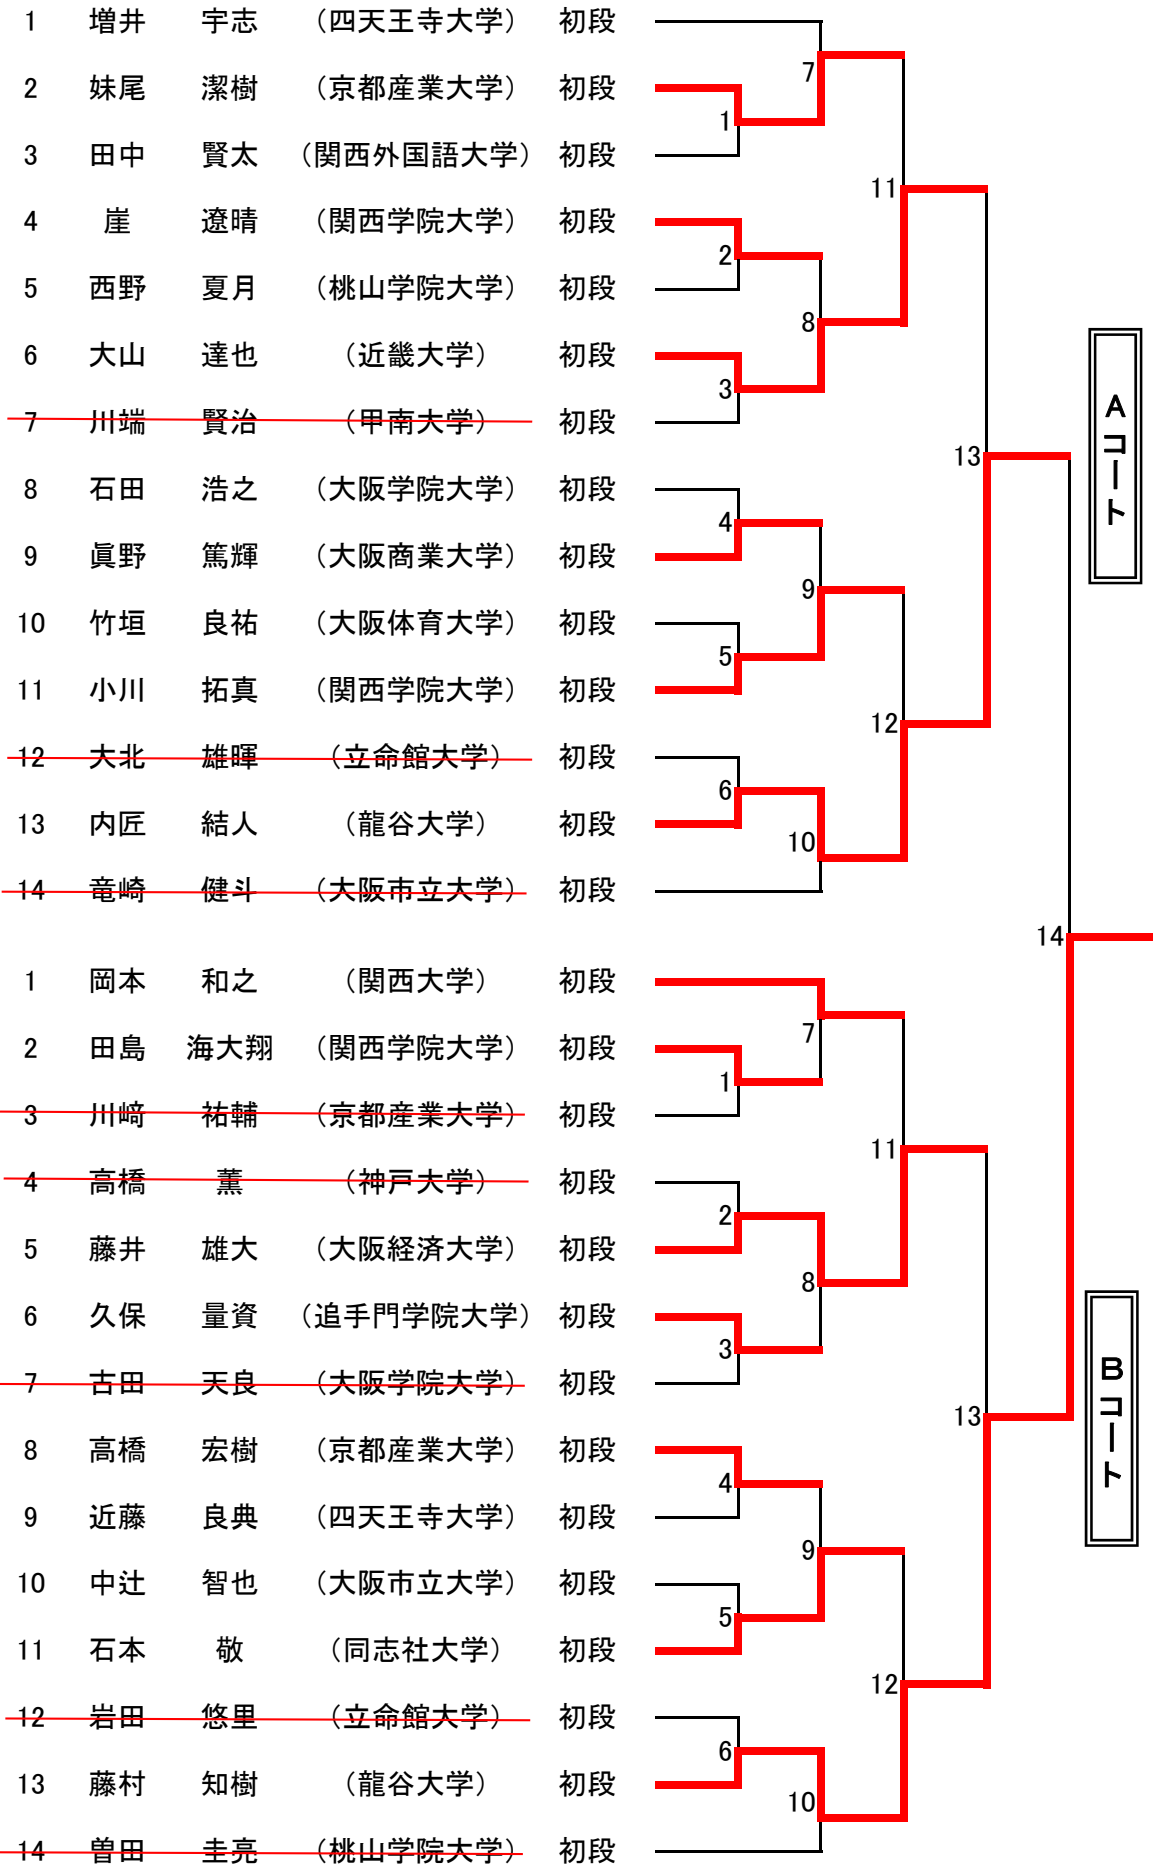 1 増井 宇志 （四天王寺大学） 初段
2 妹尾 潔樹 （京都産業大学） 初段
3 田中 賢太 （関西外国語大学） 初段
4 崖 遼晴 （関西学院大学） 初段
5 西野 夏月 （桃山学院大学） 初段
6 大山 達也 （近畿大学） 初段
7 川端 賢治 （甲南大学） 初段
8 石田 浩之 （大阪学院大学） 初段
9 眞野 篤輝 （大阪商業大学） 初段
10 竹垣 良祐 （大阪体育大学） 初段
11 小川 拓真 （関西学院大学） 初段
12 大北 雄暉 （立命館大学） 初段
13 内匠 結人 （龍谷大学） 初段
14 竜崎 健斗 （大阪市立大学） 初段
7
1
11
2
8
3
13
4
9
5
12
6
10
Aコート
14
1 岡本 和之 （関西大学） 初段
2 田島 海大翔 （関西学院大学） 初段
3 川﨑 祐輔 （京都産業大学） 初段
4 高橋 薫 （神戸大学） 初段
5 藤井 雄大 （大阪経済大学） 初段
6 久保 量資 （追手門学院大学） 初段
7 古田 天良 （大阪学院大学） 初段
8 高橋 宏樹 （京都産業大学） 初段
9 近藤 良典 （四天王寺大学） 初段
10 中辻 智也 （大阪市立大学） 初段
11 石本 敬 （同志社大学） 初段
12 岩田 悠里 （立命館大学） 初段
13 藤村 知樹 （龍谷大学） 初段
14 曽田 圭亮 （桃山学院大学） 初段
7
1
11
2
8
3
13
4
9
5
12
6
10
Bコート